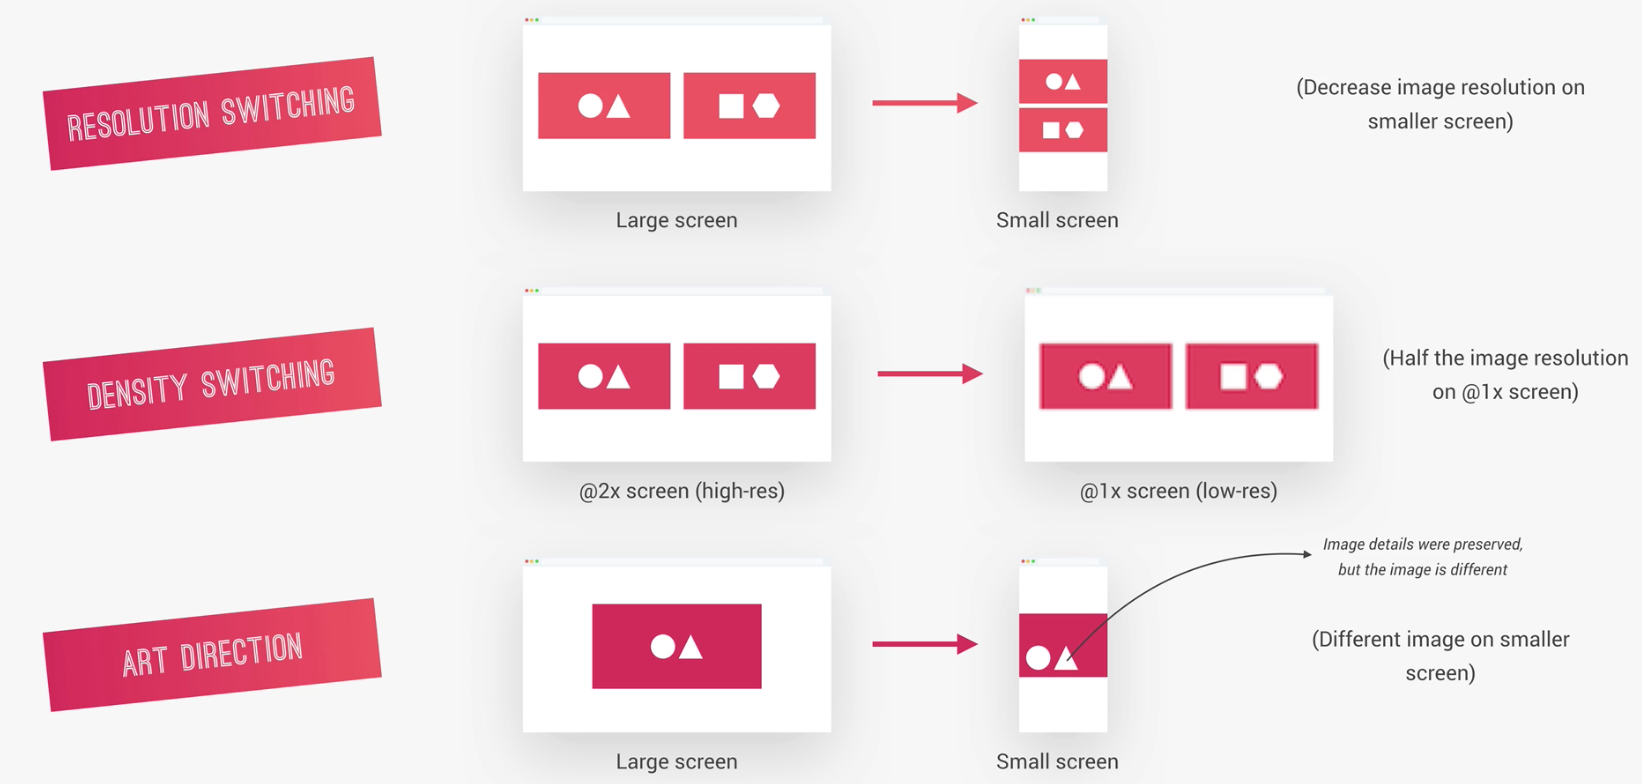 RESOLUTION SWITCHING
Large screen
Small screen
(Decrease image resolution on
smaller screen)
DENSITY SWITCHING
@2x screen (high-res)
@1x screen (low-res)
(Half the image resolution
on @1x screen)
ART DIRECTION
Large screen
Small screen
Image details were preserved,
but the image is different
(Different image on smaller
screen)